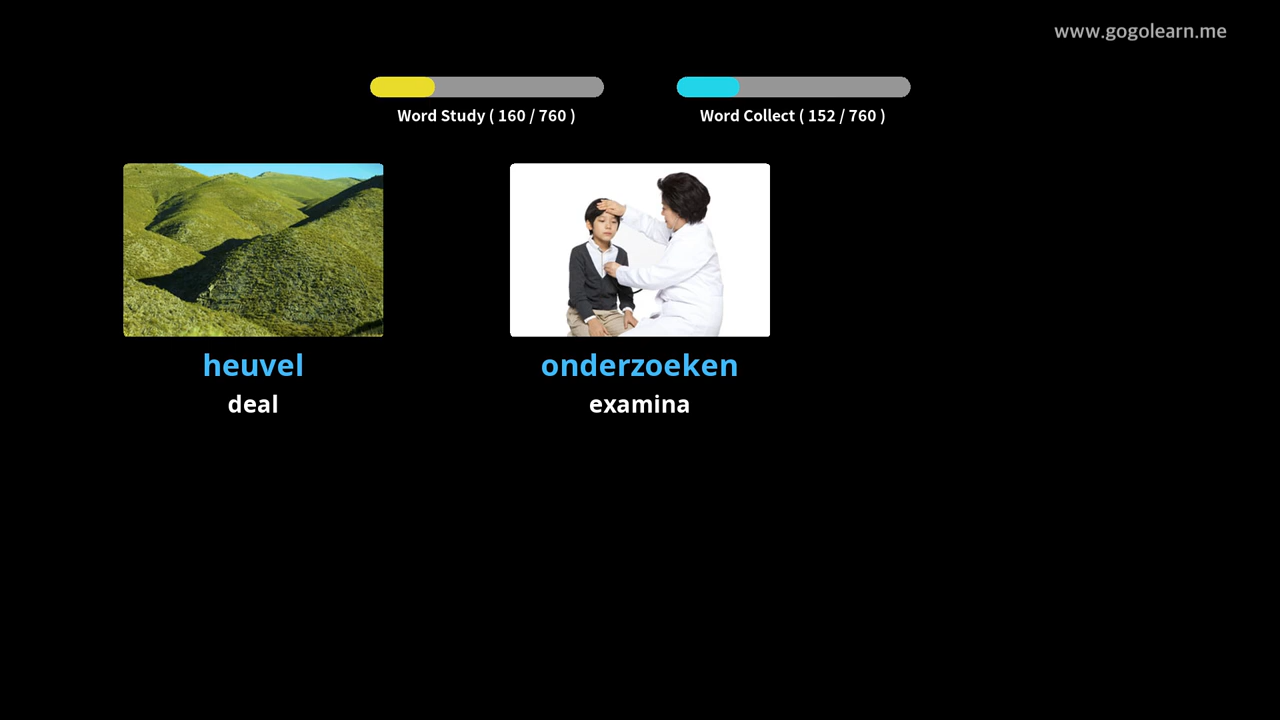 www.gogolearn.me
Word Study ( 160 / 760 )
Word Collect ( 152 / 760 )
heuvel
onderzoeken
deal
examina